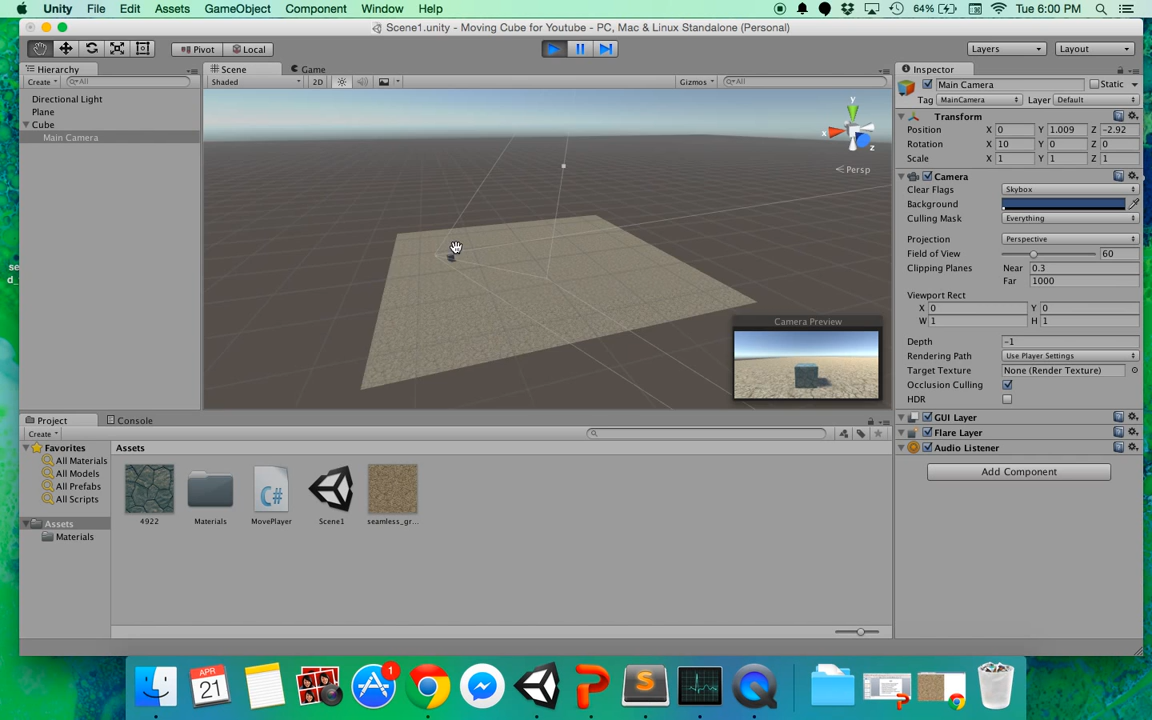 Unity File Edit Assets GameObject Component Window Help
64% Tue 6:00 PM
Scene1.unity - Moving Cube for Youtube - PC, Mac & Linux Standalone (Personal)
Pivot Local Layers Layout
Hierarchy Scene Game Inspector
Create All Shaded 2D Gizmos All
Main Camera Static
Tag MainCamera Layer Default
Directional Light
Plane
Cube
Main Camera
y
x
z
Persp
Transform
Position X 0 Y 1.009 Z -2.92
Rotation X 10 Y 0 Z 0
Scale X 1 Y 1 Z 1
Camera
Clear Flags Skybox
Background
Culling Mask Everything
Projection Perspective
Field of View 60
Clipping Planes Near 0.3
Far 1000
Viewport Rect
X 0 Y 0
W 1 H 1
Depth -1
Rendering Path Use Player Settings
Target Texture None (Render Texture)
Occlusion Culling
HDR
GUI Layer
Flare Layer
Audio Listener
Add Component
Camera Preview
Project Console
Create
Favorites
All Materials
All Models
All Prefabs
All Scripts
Assets
Materials
Assets
C#
4922 Materials MovePlayer Scene1 seamless_gr...
se
d_
APR
21
1
S